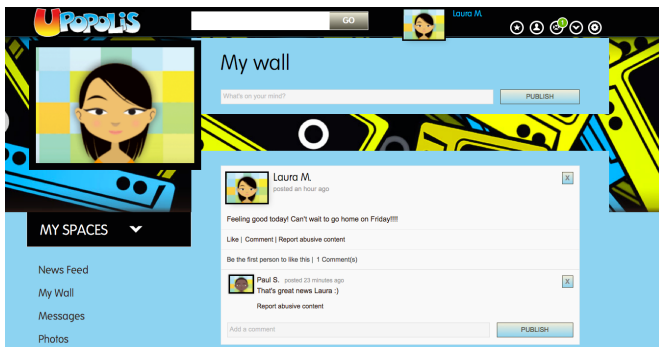 UPOPOLIS
GO
Laura M.
1
My wall
What's on your mind?
PUBLISH
Laura M.
posted an hour ago
X
Feeling good today! Can't wait to go home on Friday!!!!
Like | Comment | Report abusive content
Be the first person to like this | 1 Comment(s)
Paul S. posted 23 minutes ago
X
That's great news Laura :)
Report abusive content
Add a comment
PUBLISH
MY SPACES
News Feed
My Wall
Messages
Photos